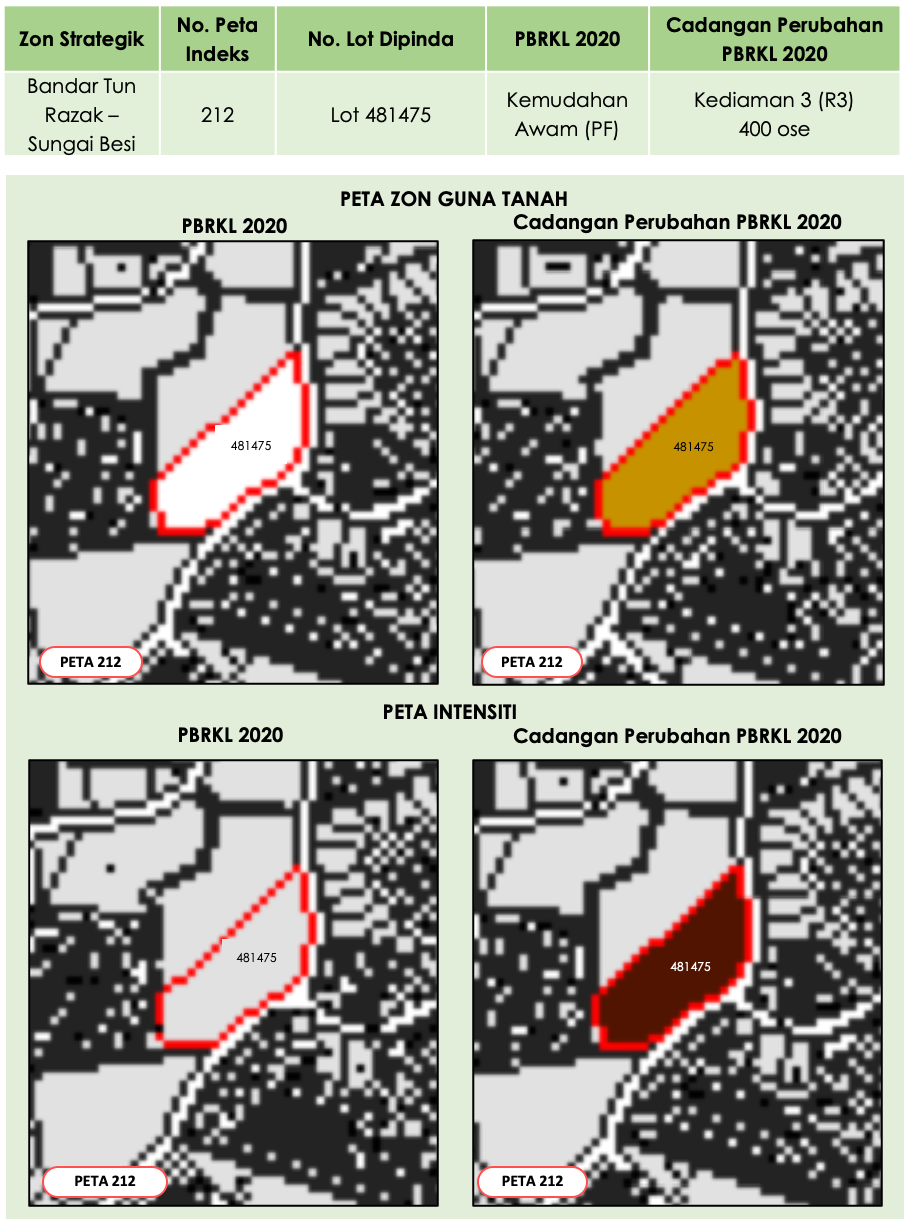 Zon Strategik
No. Peta
Indeks
No. Lot Dipinda
PBRKL 2020
Cadangan Perubahan
PBRKL 2020
Bandar Tun
Razak –
Sungai Besi
212
Lot 481475
Kemudahan
Awam (PF)
Kediaman 3 (R3)
400 ose
PETA ZON GUNA TANAH
PBRKL 2020
Cadangan Perubahan PBRKL 2020
481475
481475
PETA 212
PETA 212
PETA INTENSITI
PBRKL 2020
Cadangan Perubahan PBRKL 2020
481475
481475
PETA 212
PETA 212